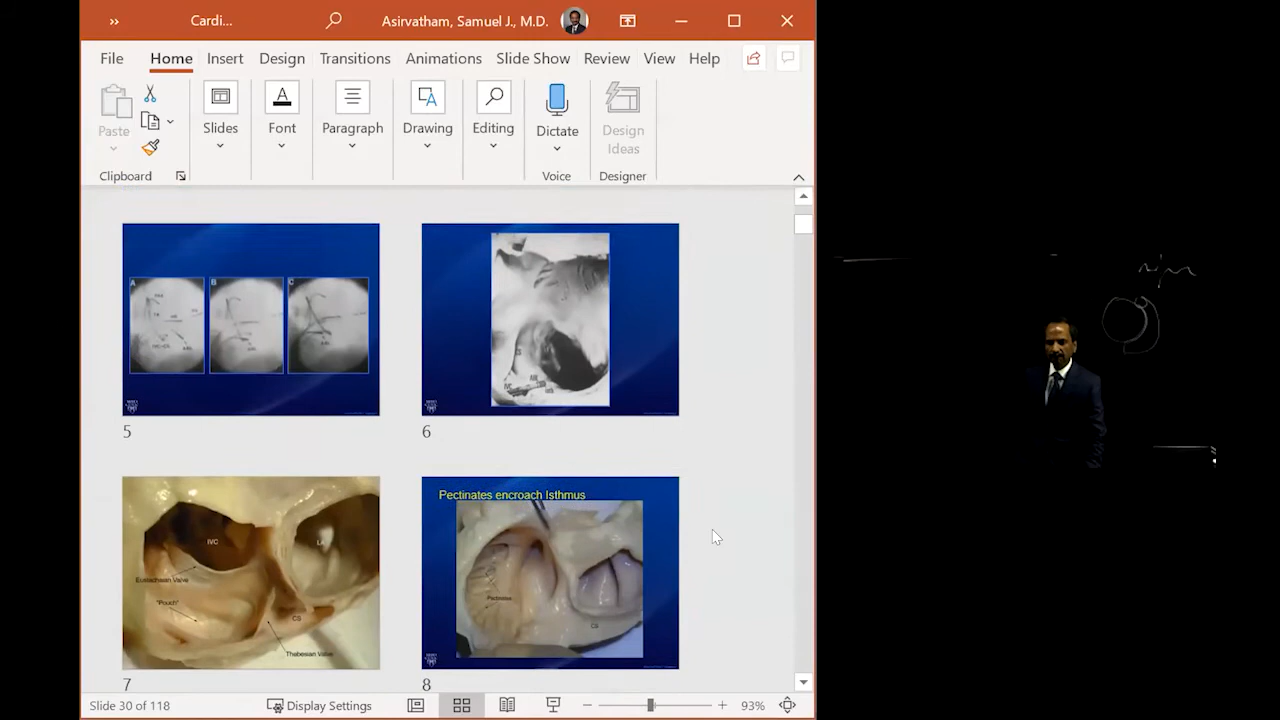 Cardi...
Asirvatham, Samuel J., M.D.
File Home Insert Design Transitions Animations Slide Show Review View Help
Paste
Slides
Font
Paragraph
Drawing
Editing
Dictate
Design
Ideas
Clipboard
Voice
Designer
A
B
C
5
6
IVC
Eustachian Valve
"Pouch"
CS
Thebesian Valve
7
Pectinates encroach Isthmus
Pectinates
CS
8
Slide 30 of 118
Display Settings
93%